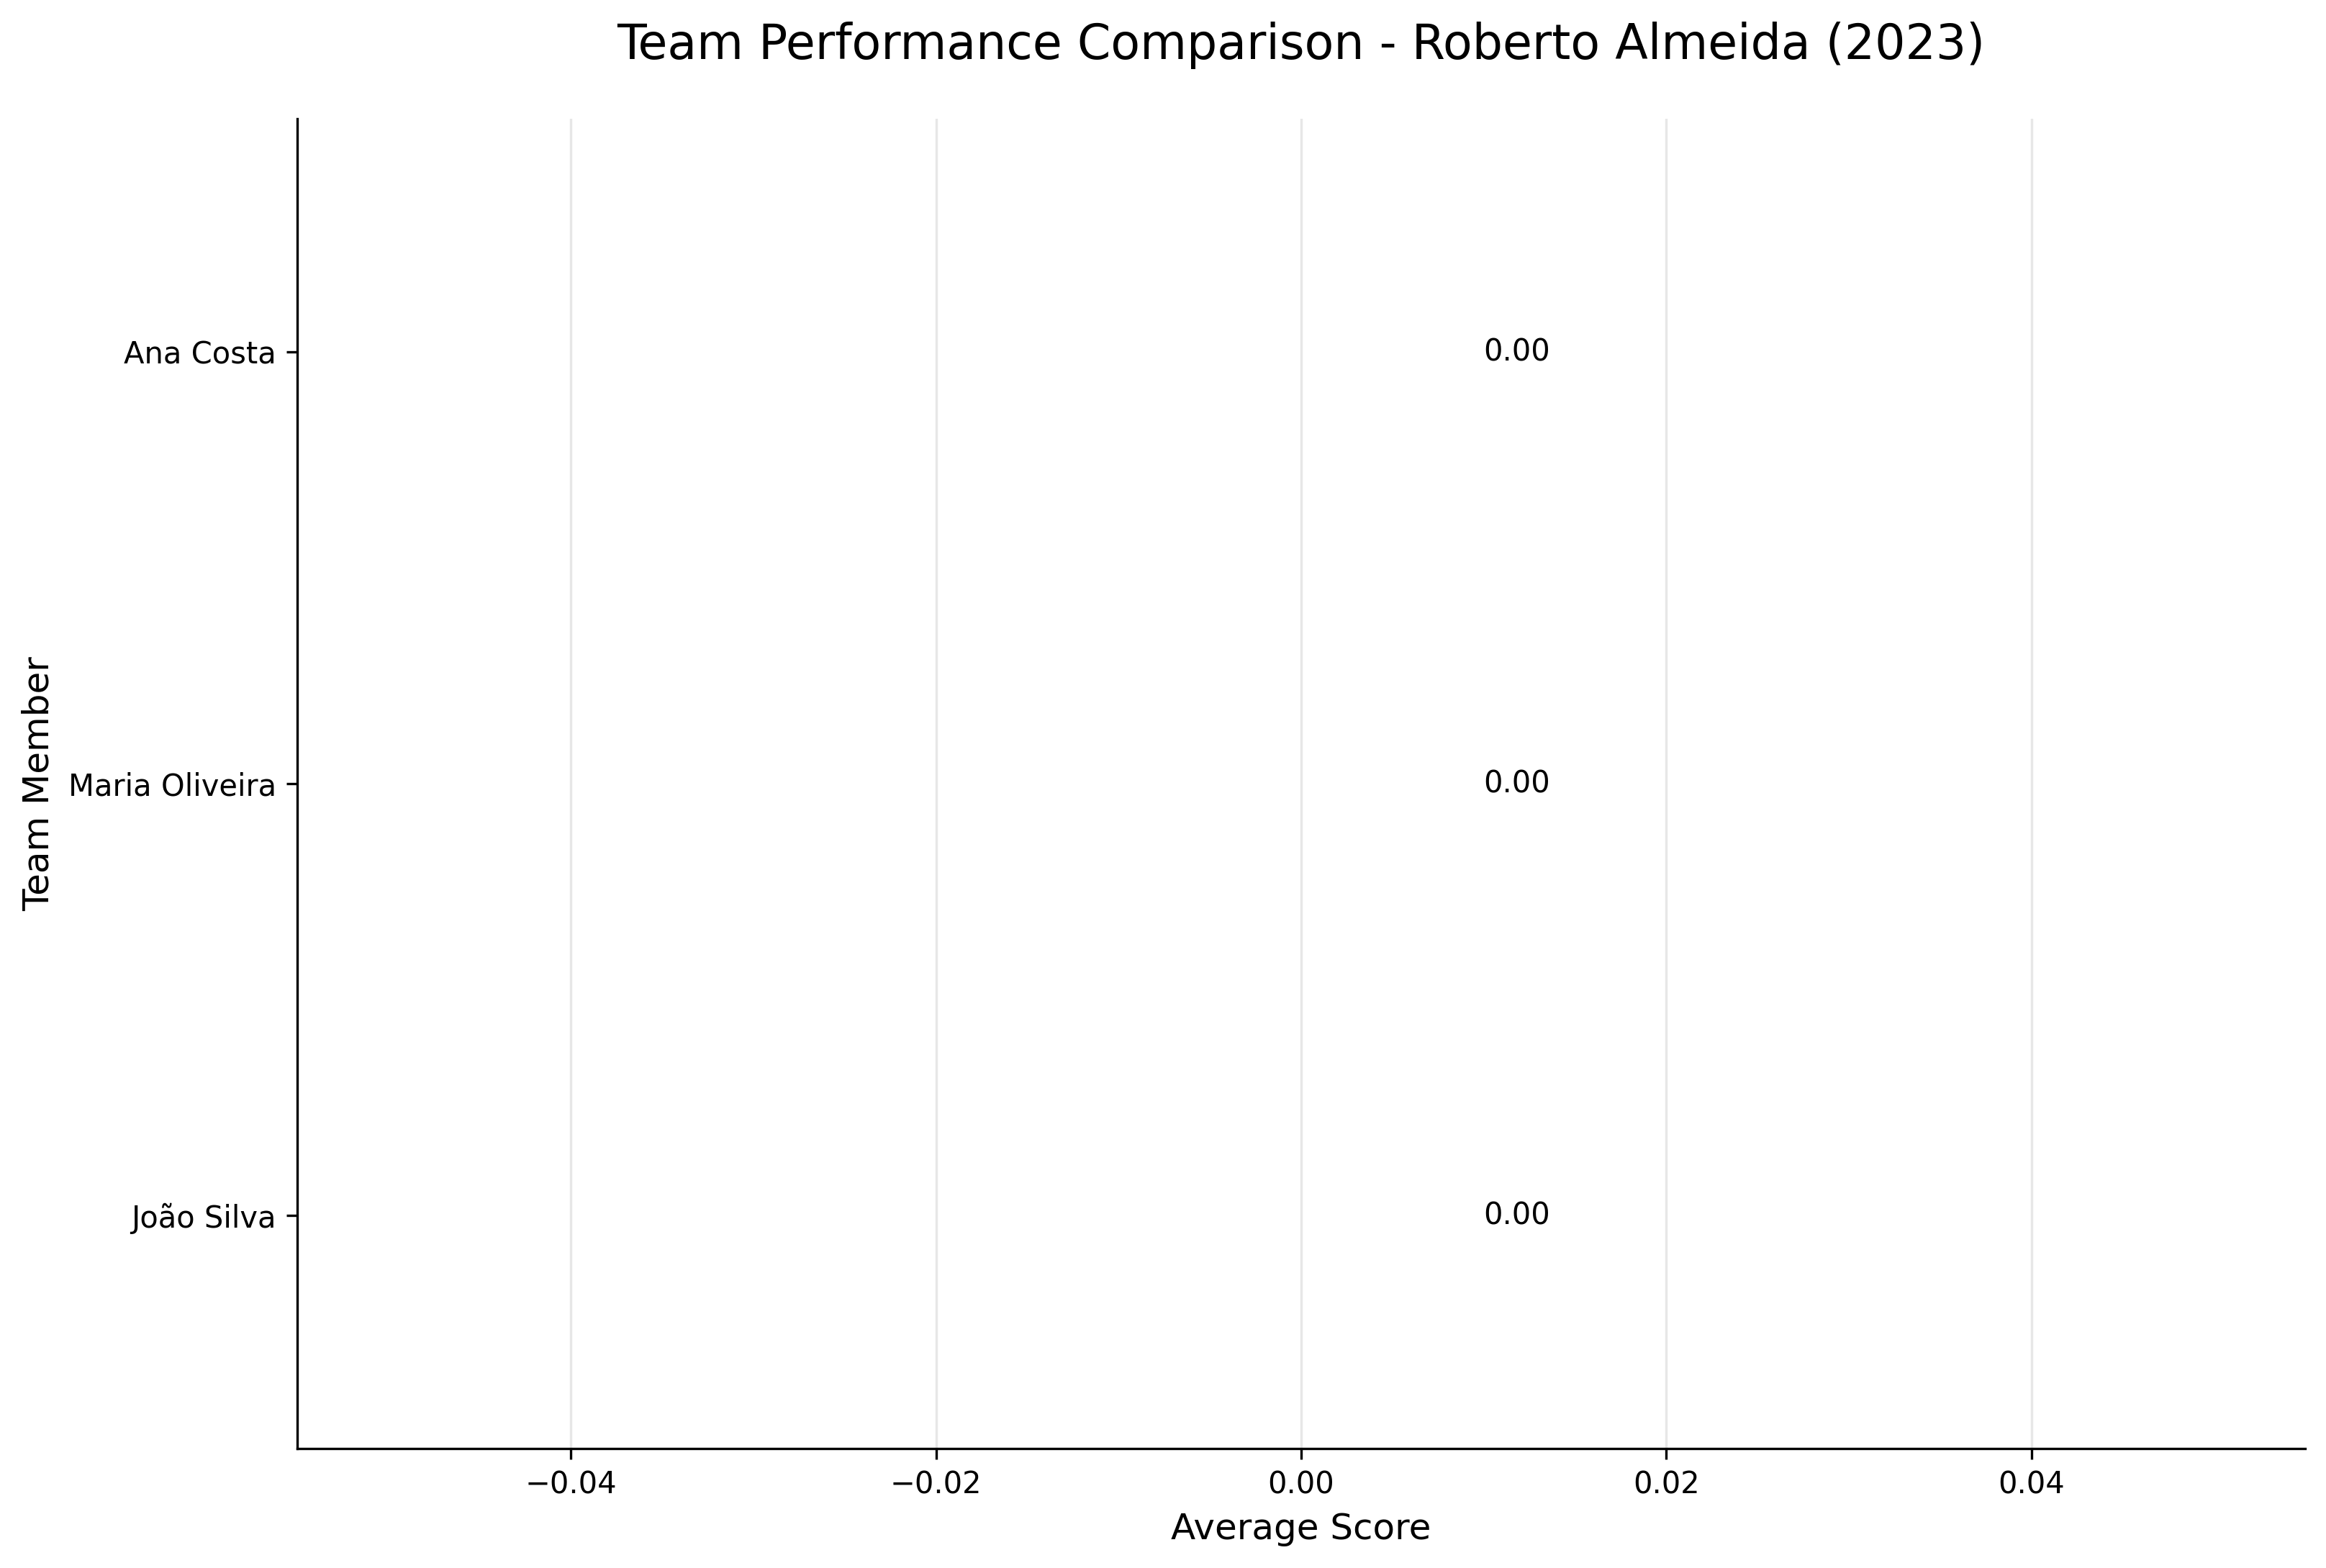 Team Performance Comparison - Roberto Almeida (2023)
Ana Costa
0.00
Maria Oliveira
0.00
João Silva
0.00
Team Member
−0.04
−0.02
0.00
0.02
0.04
Average Score